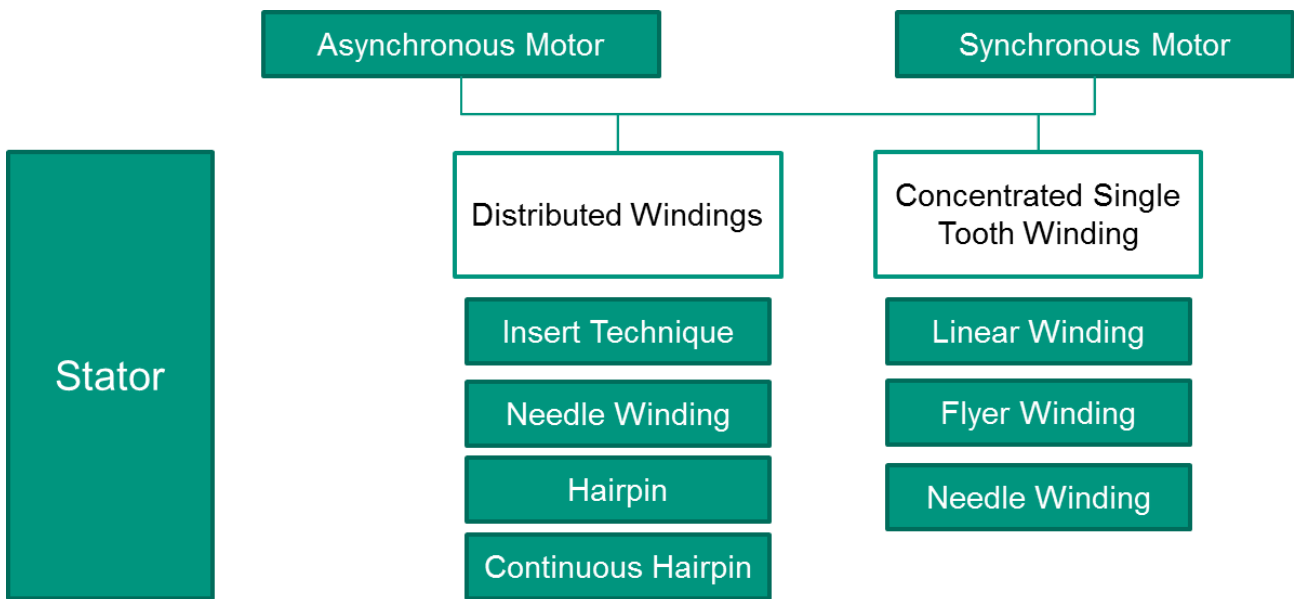 Asynchronous Motor
Synchronous Motor
Stator
Distributed Windings
Concentrated Single
Tooth Winding
Insert Technique
Linear Winding
Needle Winding
Flyer Winding
Hairpin
Needle Winding
Continuous Hairpin